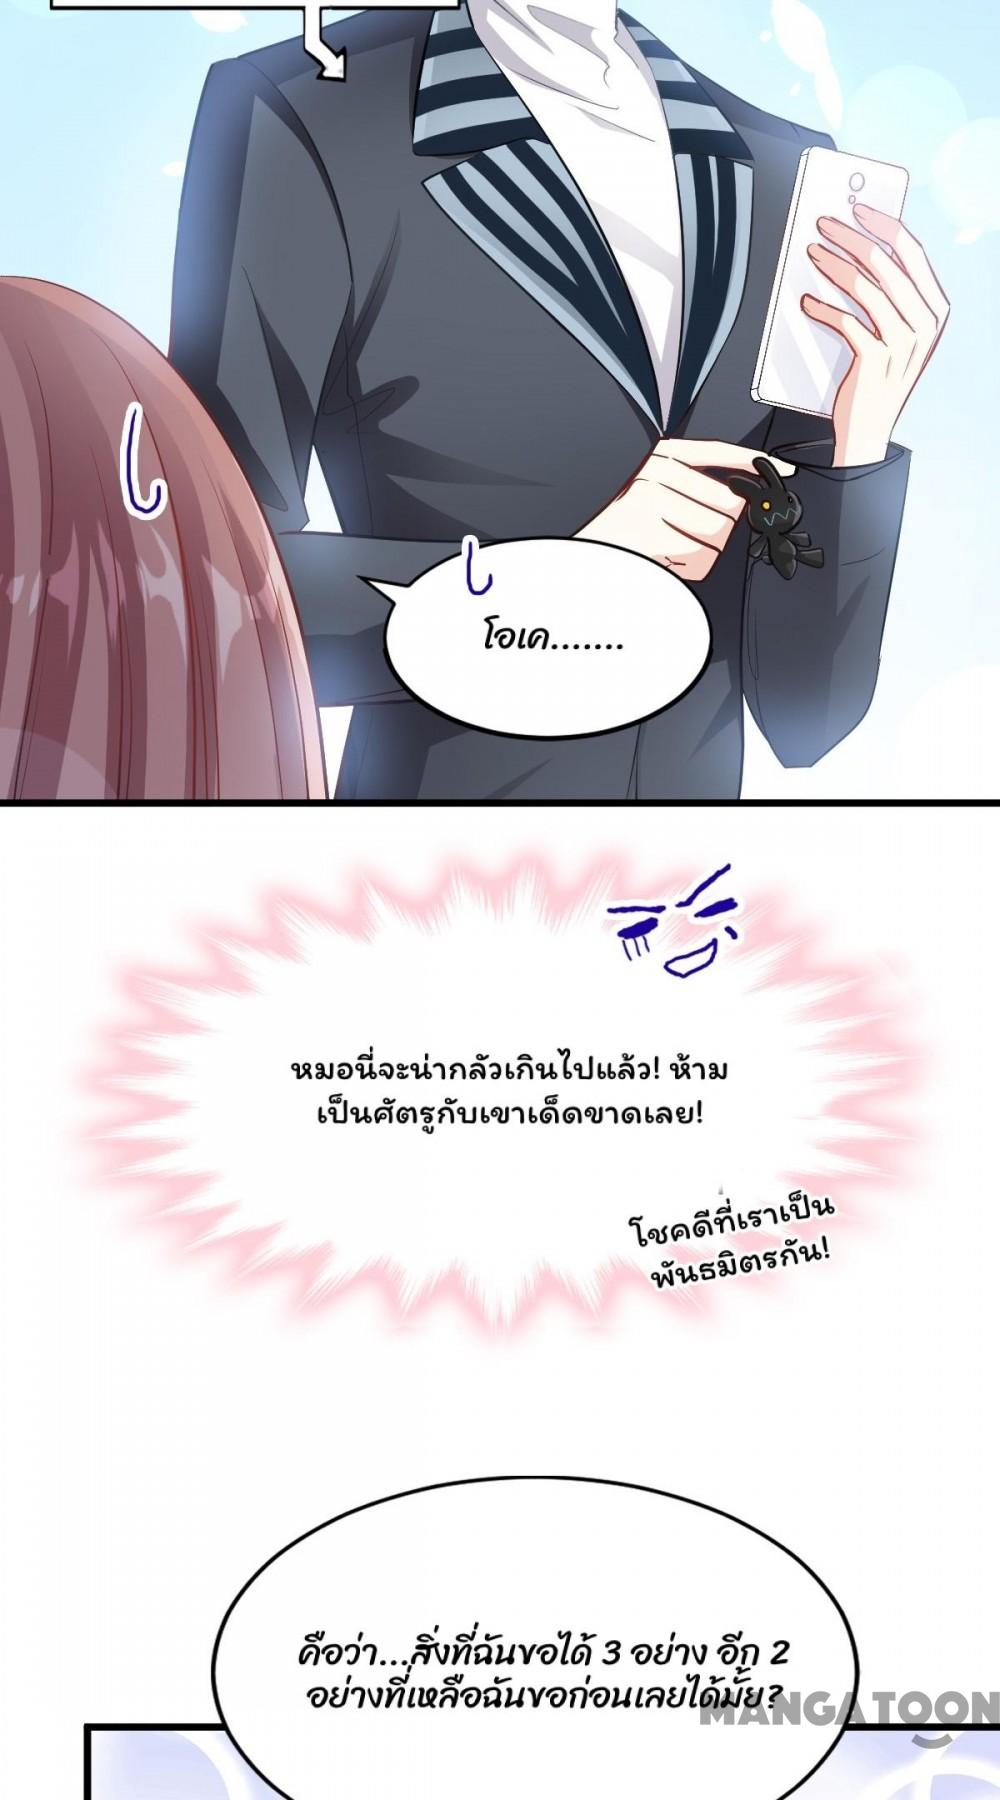 โอเค.......
หมอนี่จะน่ากลัวเกินไปแล้ว! ห้าม
เป็นศัตรูกับเขาเด็ดขาดเลย!
โชคดีที่เราเป็น
พันธมิตรกัน!
คือว่า...สิ่งที่ฉันขอได้ 3 อย่าง อีก 2
อย่างที่เหลือฉันขอก่อนเลยได้มั้ย?
MANGATOON